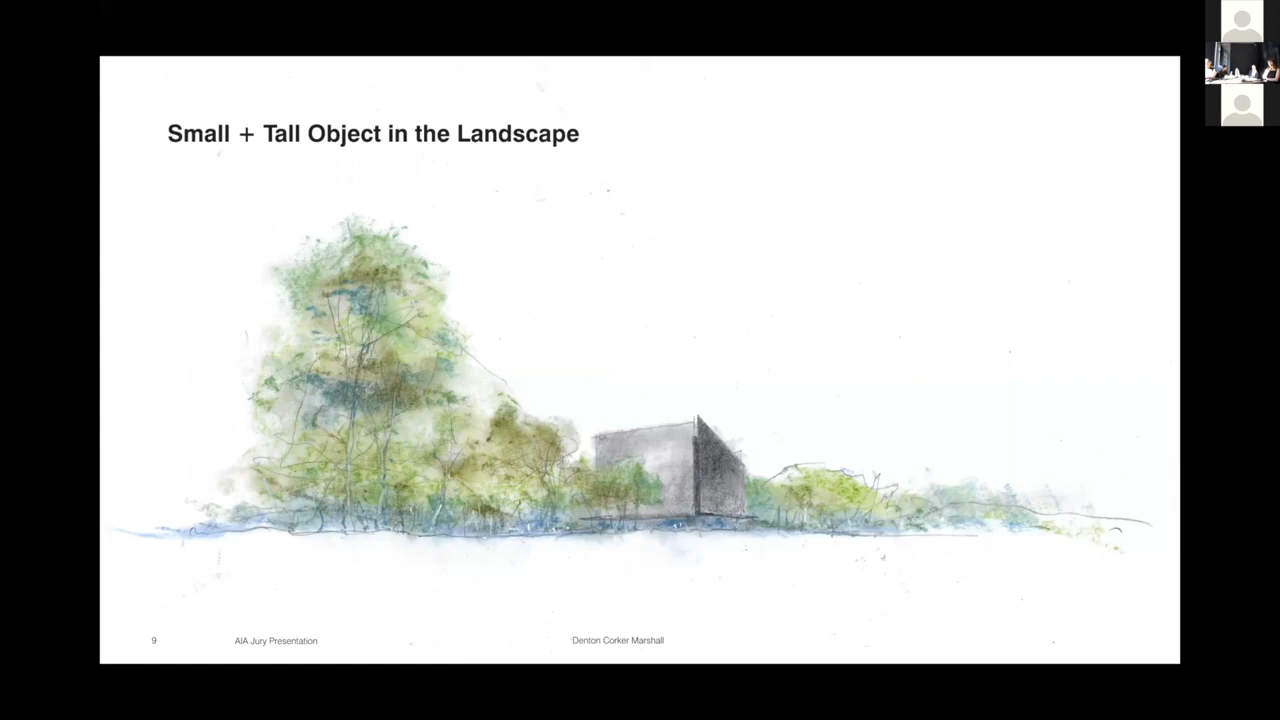 Small + Tall Object in the Landscape
9 AIA Jury Presentation Denton Corker Marshall